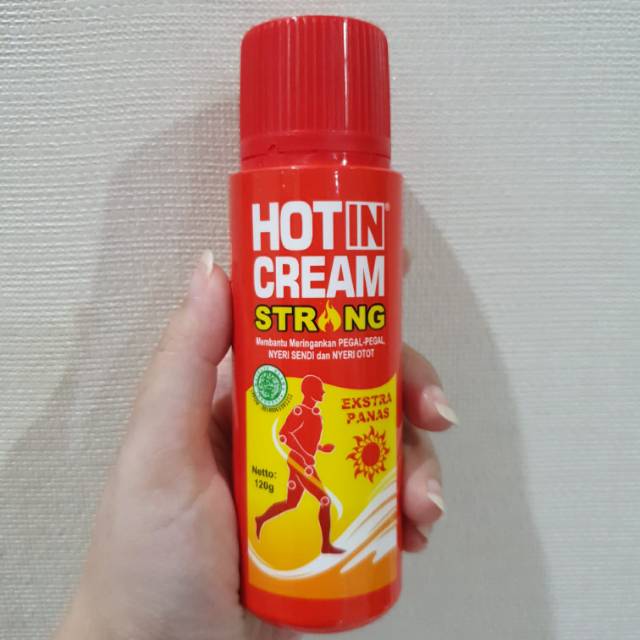 HOT IN®
CREAM
STRONG
Membantu Meringankan PEGAL-PEGAL,
NYERI SENDI dan NYERI OTOT
EKSTRA
PANAS
Netto:
120g